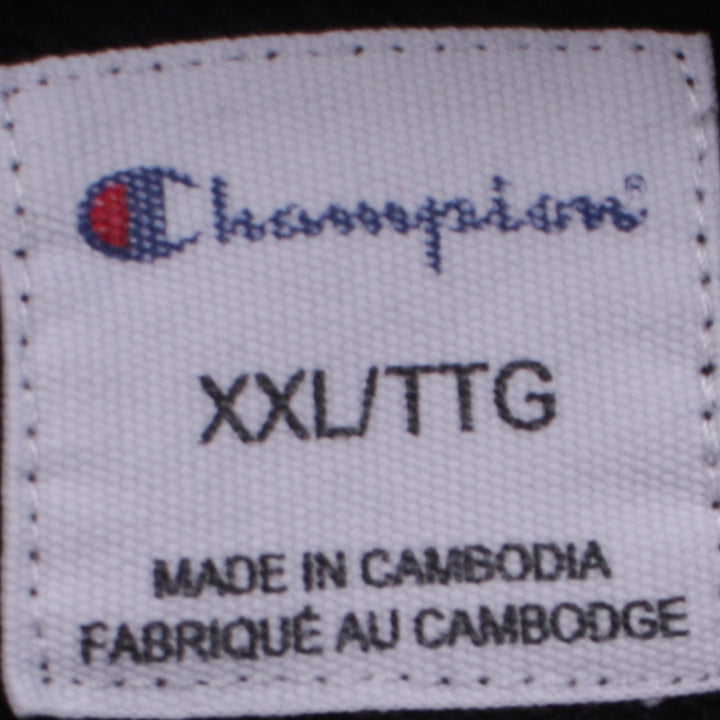 Champion®
XXL/TTG
MADE IN CAMBODIA
FABRIQUÉ AU CAMBODGE